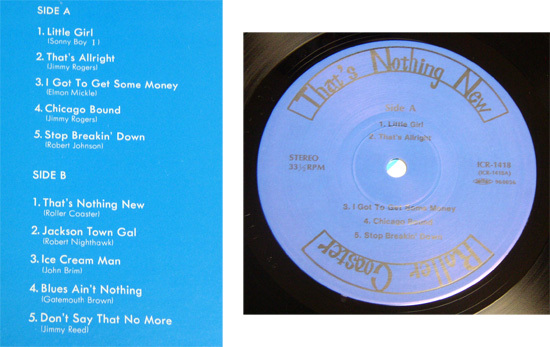 SIDE A
1. Little Girl
(Sonny Boy I)
2. That's Allright
(Jimmy Rogers)
3. I Got To Get Some Money
(Elmon Mickle)
4. Chicago Bound
(Jimmy Rogers)
5. Stop Breakin' Down
(Robert Johnson)
SIDE B
1. That's Nothing New
(Roller Coaster)
2. Jackson Town Gal
(Robert Nighthawk)
3. Ice Cream Man
(John Brim)
4. Blues Ain't Nothing
(Gatemouth Brown)
5. Don't Say That No More
(Jimmy Reed)
That's Nothing New
Side A
1. Little Girl
2. That's Allright
STEREO
33⅓RPM
ICR-1418
3. I Got To Get Some Money
4. Chicago Bound
5. Stop Breakin' Down
Roller
Coaster